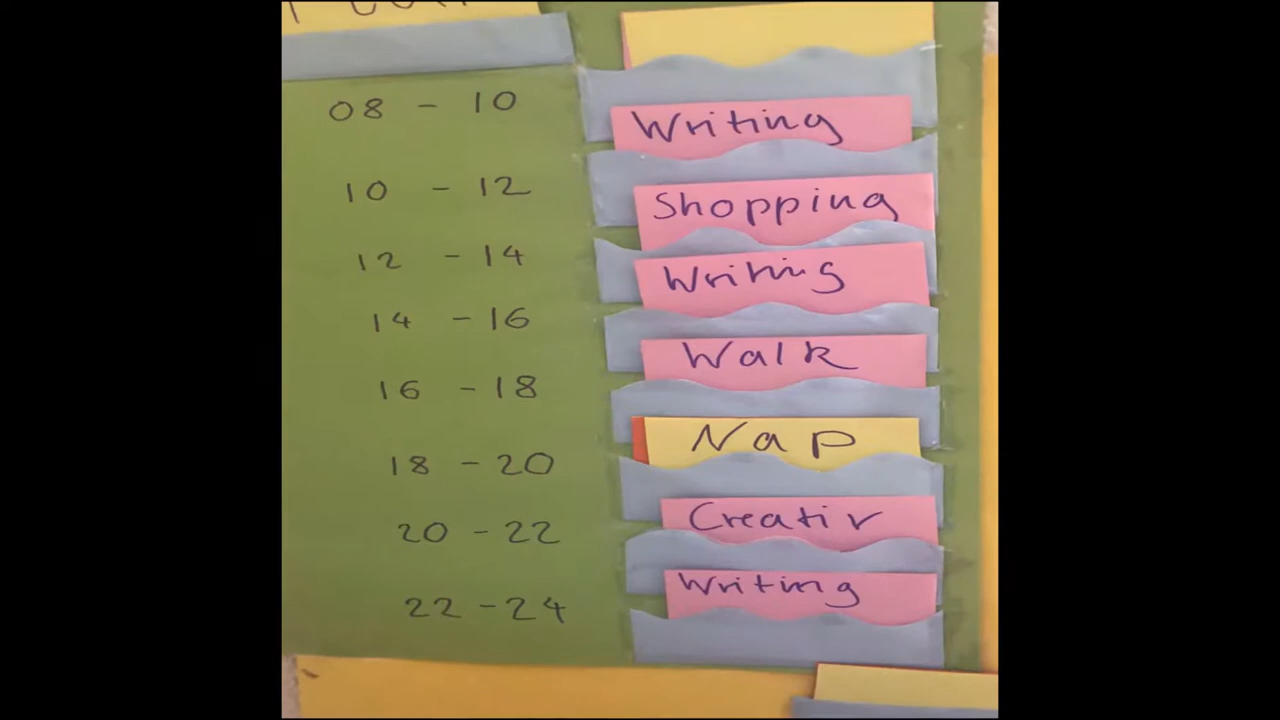 08 - 10
10 - 12
12 - 14
14 - 16
16 - 18
18 - 20
20 - 22
22 - 24
Writing
Shopping
Writing
Walk
Nap
Creativ
Writing